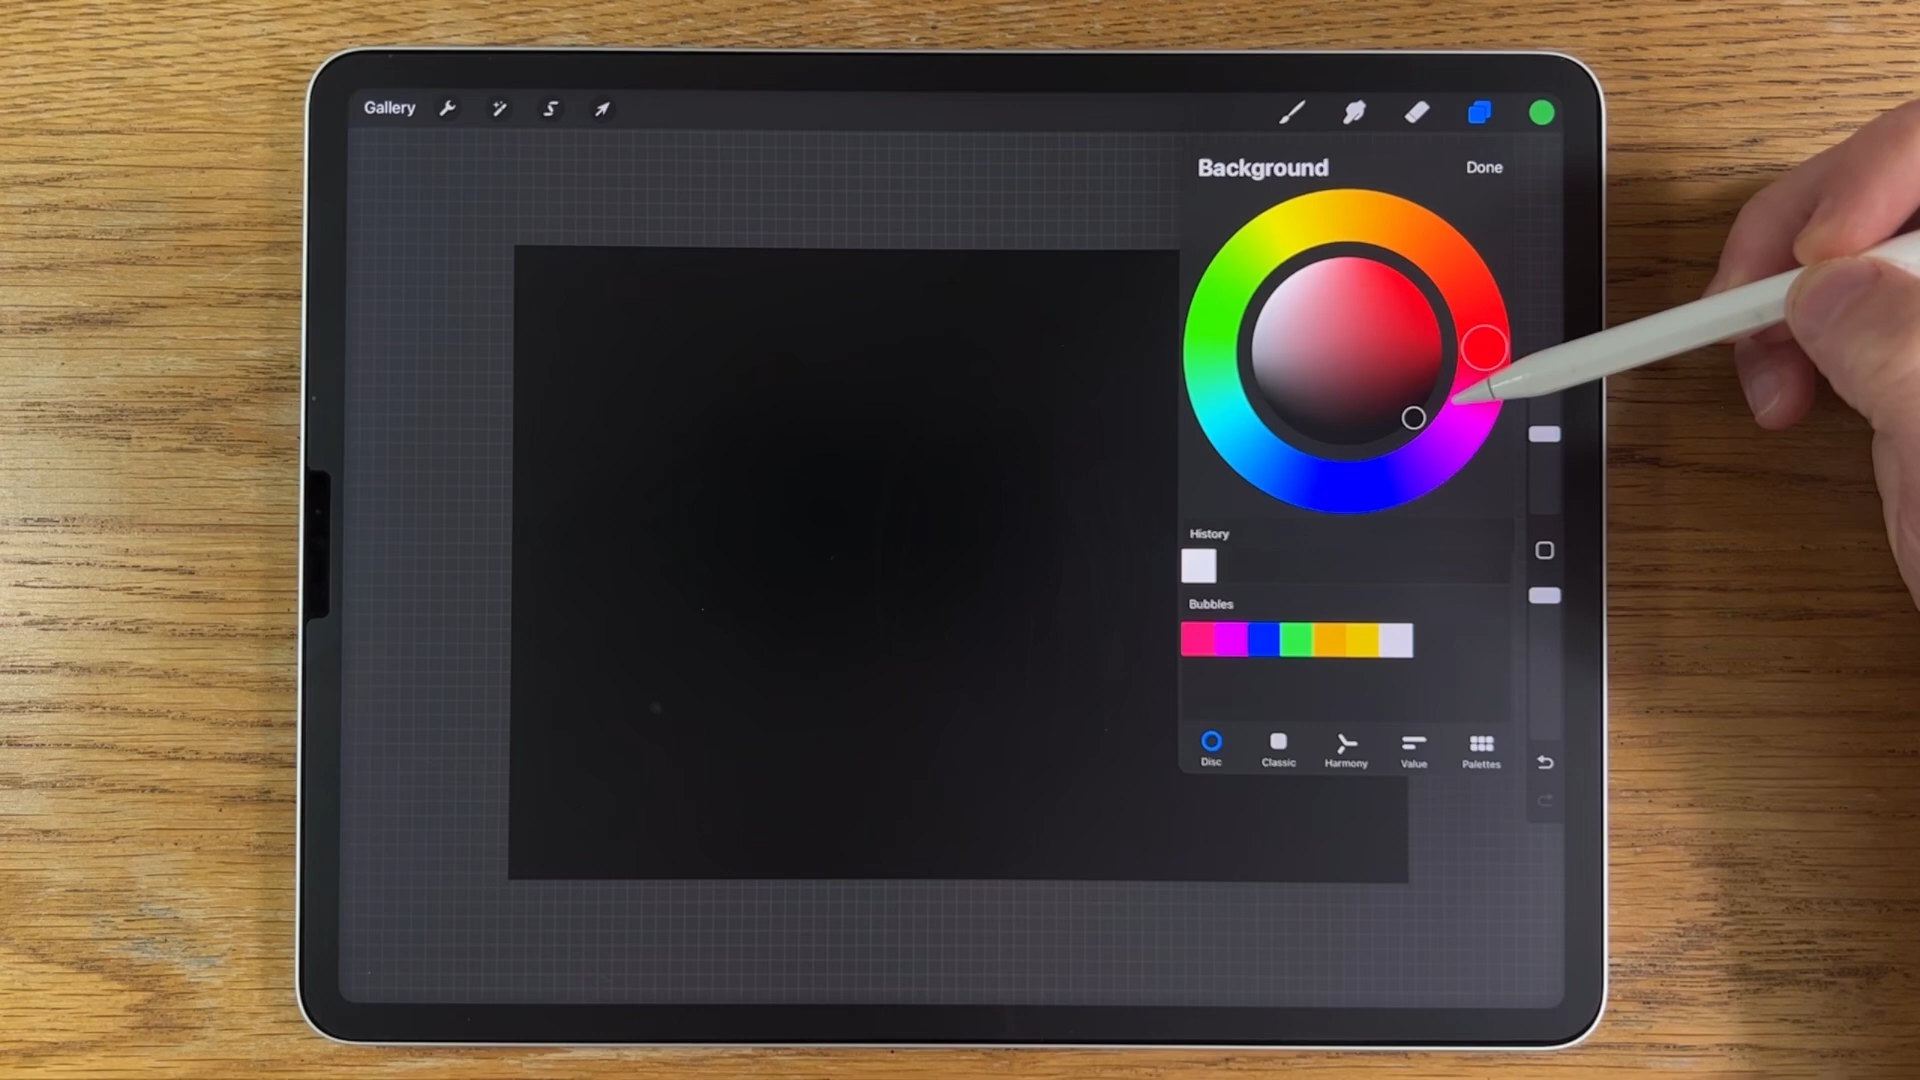 Gallery
Background
Done
History
Bubbles
Disc
Classic
Harmony
Value
Palettes